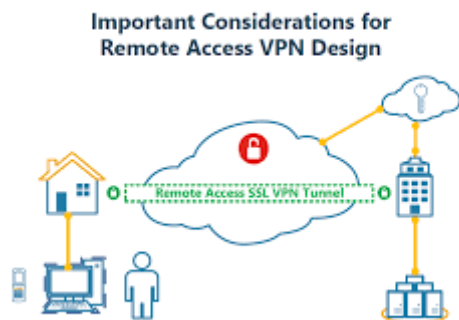 Important Considerations for
Remote Access VPN Design
Remote Access SSL VPN Tunnel